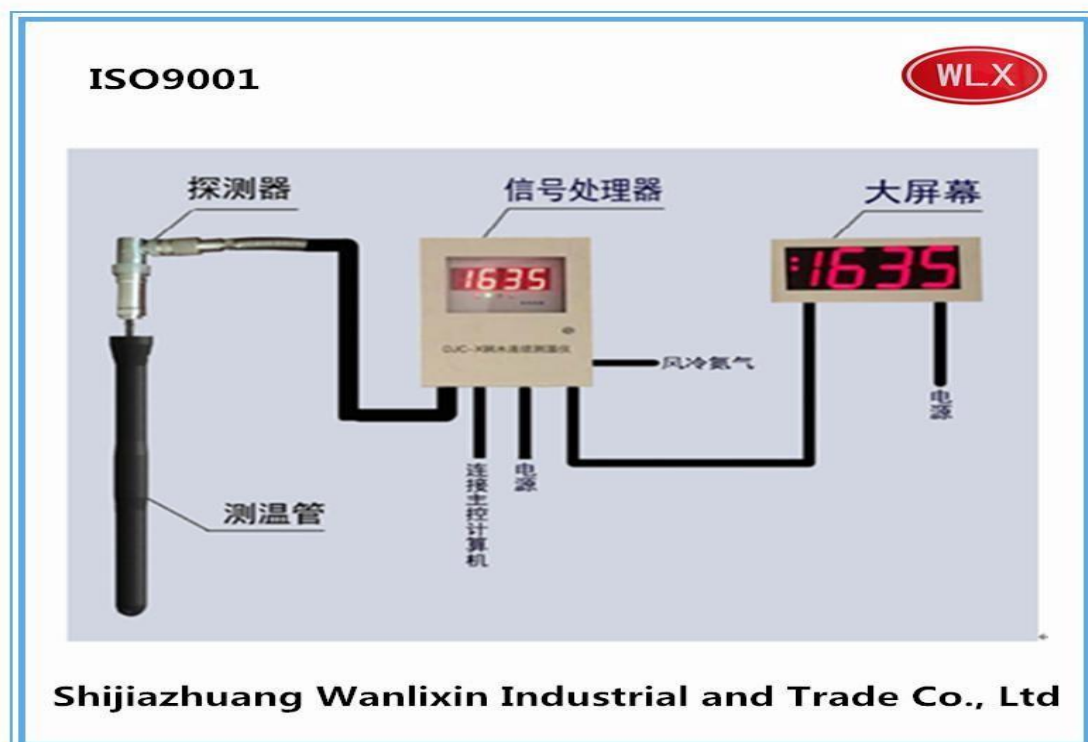 ISO9001
WLX
探测器
信号处理器
大屏幕
1635
:1635
风冷氮气
电源
连接主控计算机
电源
测温管
Shijiazhuang Wanlixin Industrial and Trade Co., Ltd